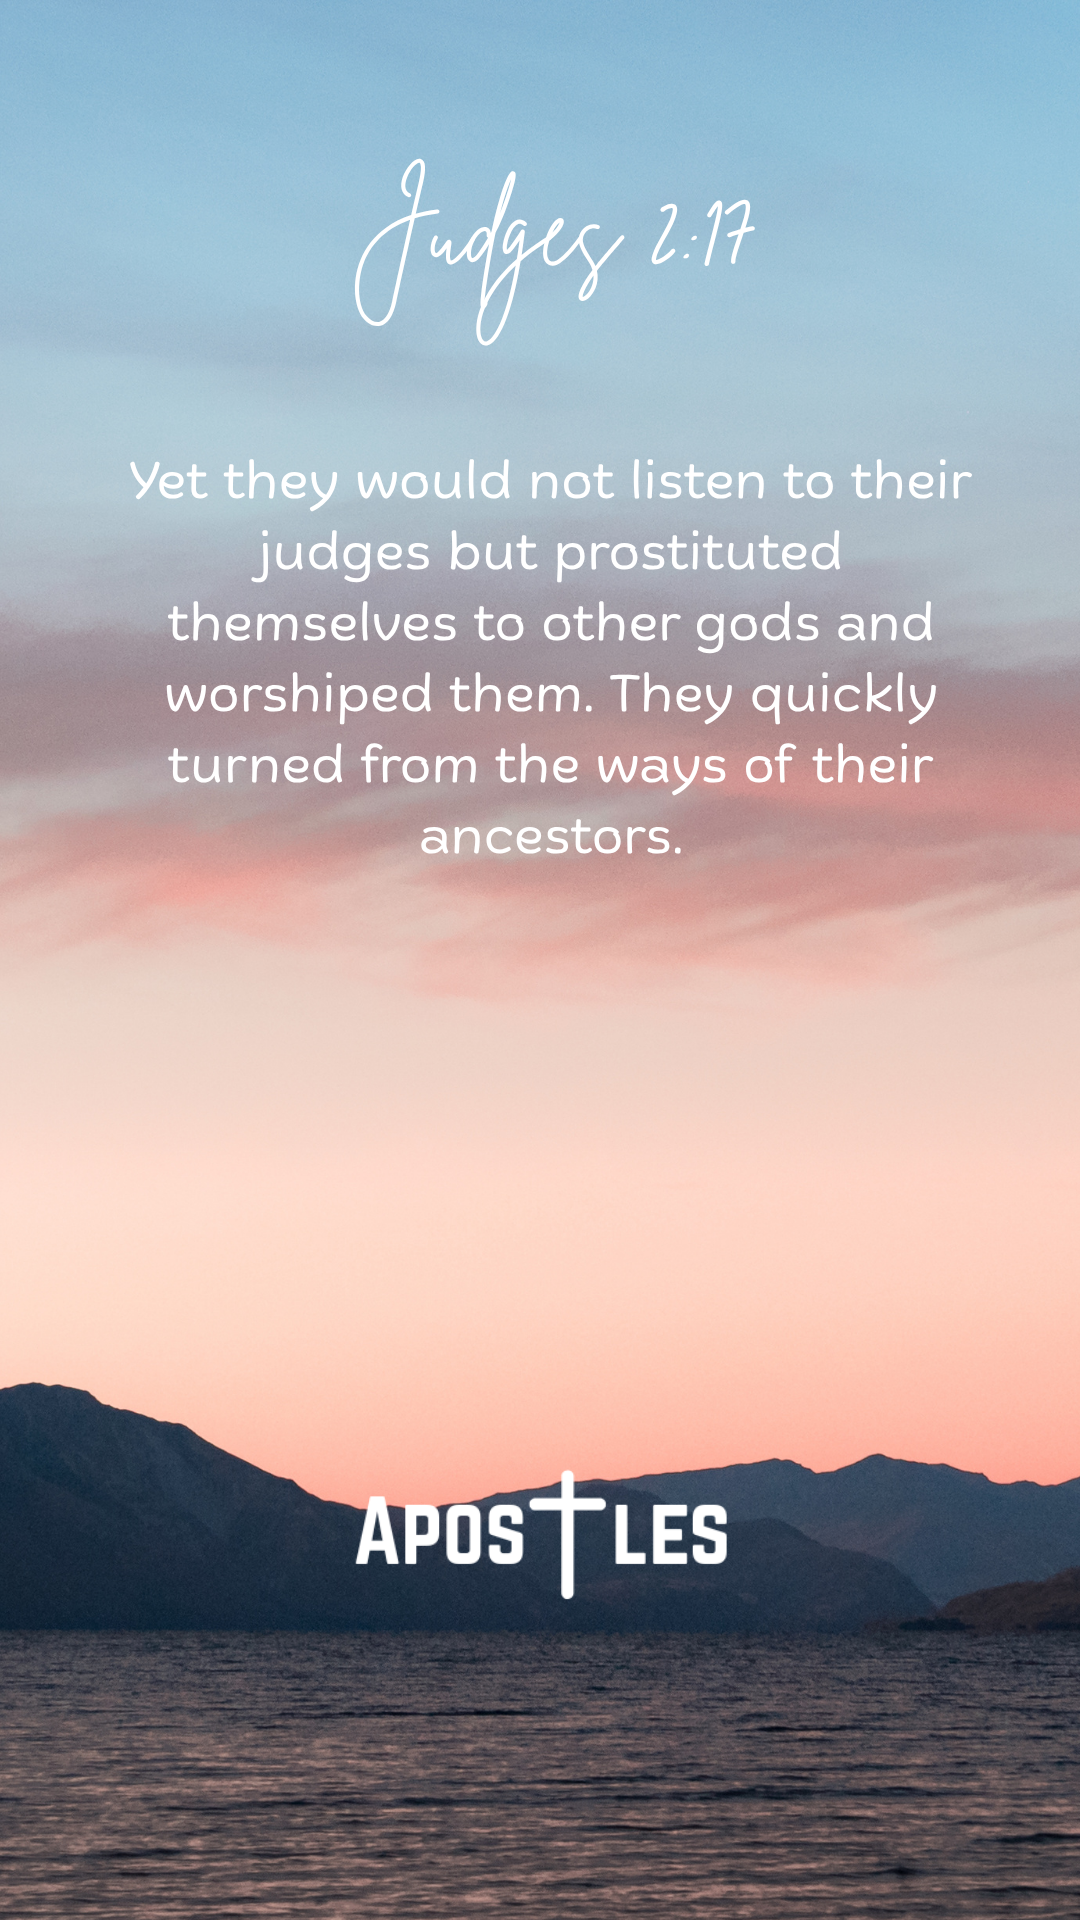 Judges 2:17
Yet they would not listen to their
judges but prostituted
themselves to other gods and
worshiped them. They quickly
turned from the ways of their
ancestors.
APOSTLES